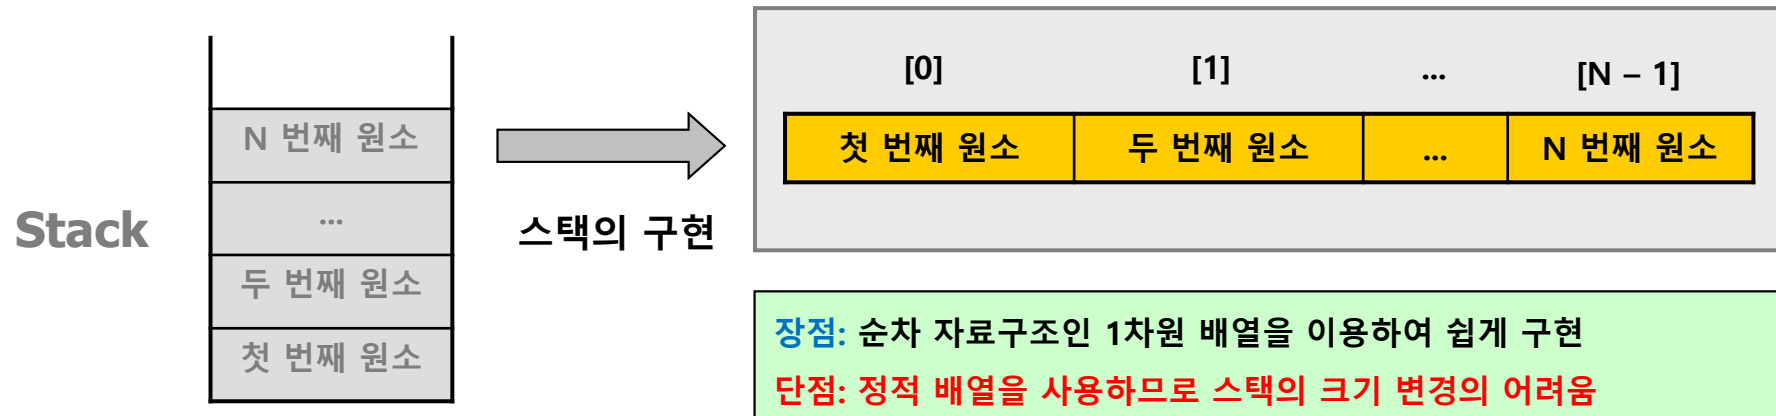 Stack
N 번째 원소
...
두 번째 원소
첫 번째 원소
스택의 구현
[0] [1] ... [N – 1]
첫 번째 원소 두 번째 원소 ... N 번째 원소
장점: 순차 자료구조인 1차원 배열을 이용하여 쉽게 구현
단점: 정적 배열을 사용하므로 스택의 크기 변경의 어려움